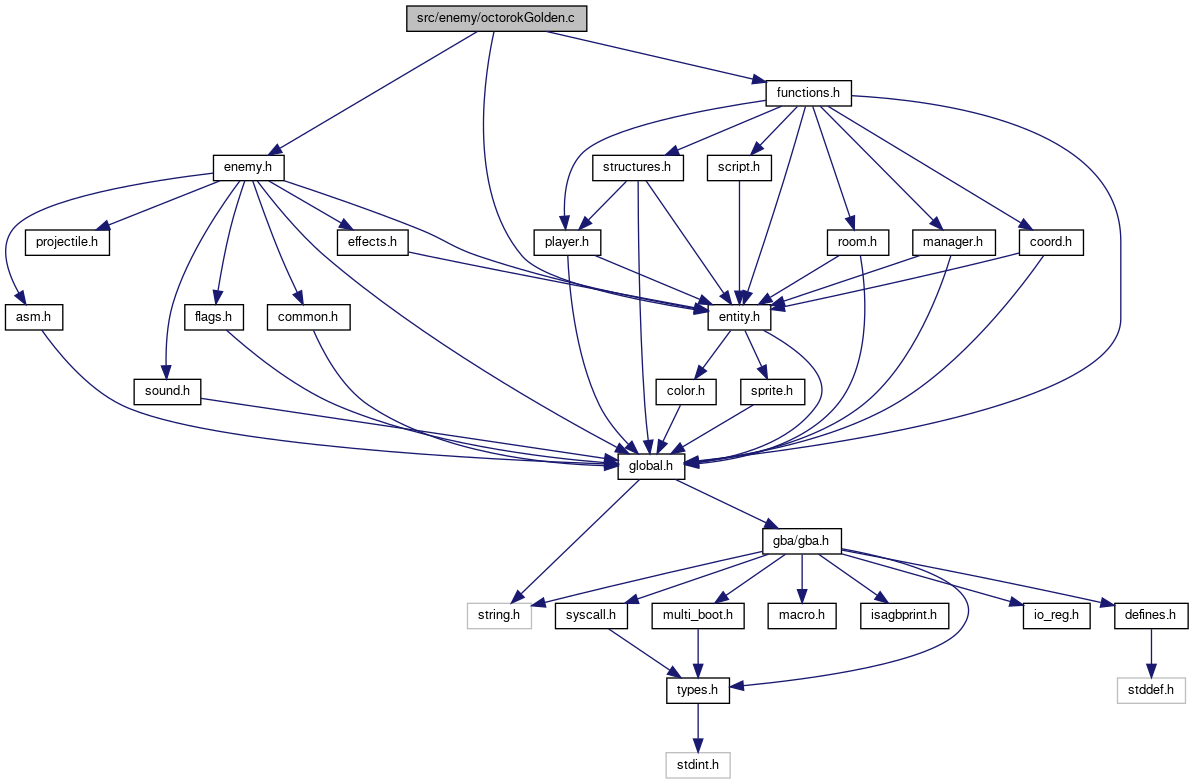 src/enemy/octorokGolden.c
functions.h
enemy.h
structures.h
script.h
projectile.h
effects.h
player.h
room.h
manager.h
coord.h
asm.h
flags.h
common.h
entity.h
sound.h
color.h
sprite.h
global.h
gba/gba.h
string.h
syscall.h
multi_boot.h
macro.h
isagbprint.h
io_reg.h
defines.h
types.h
stddef.h
stdint.h